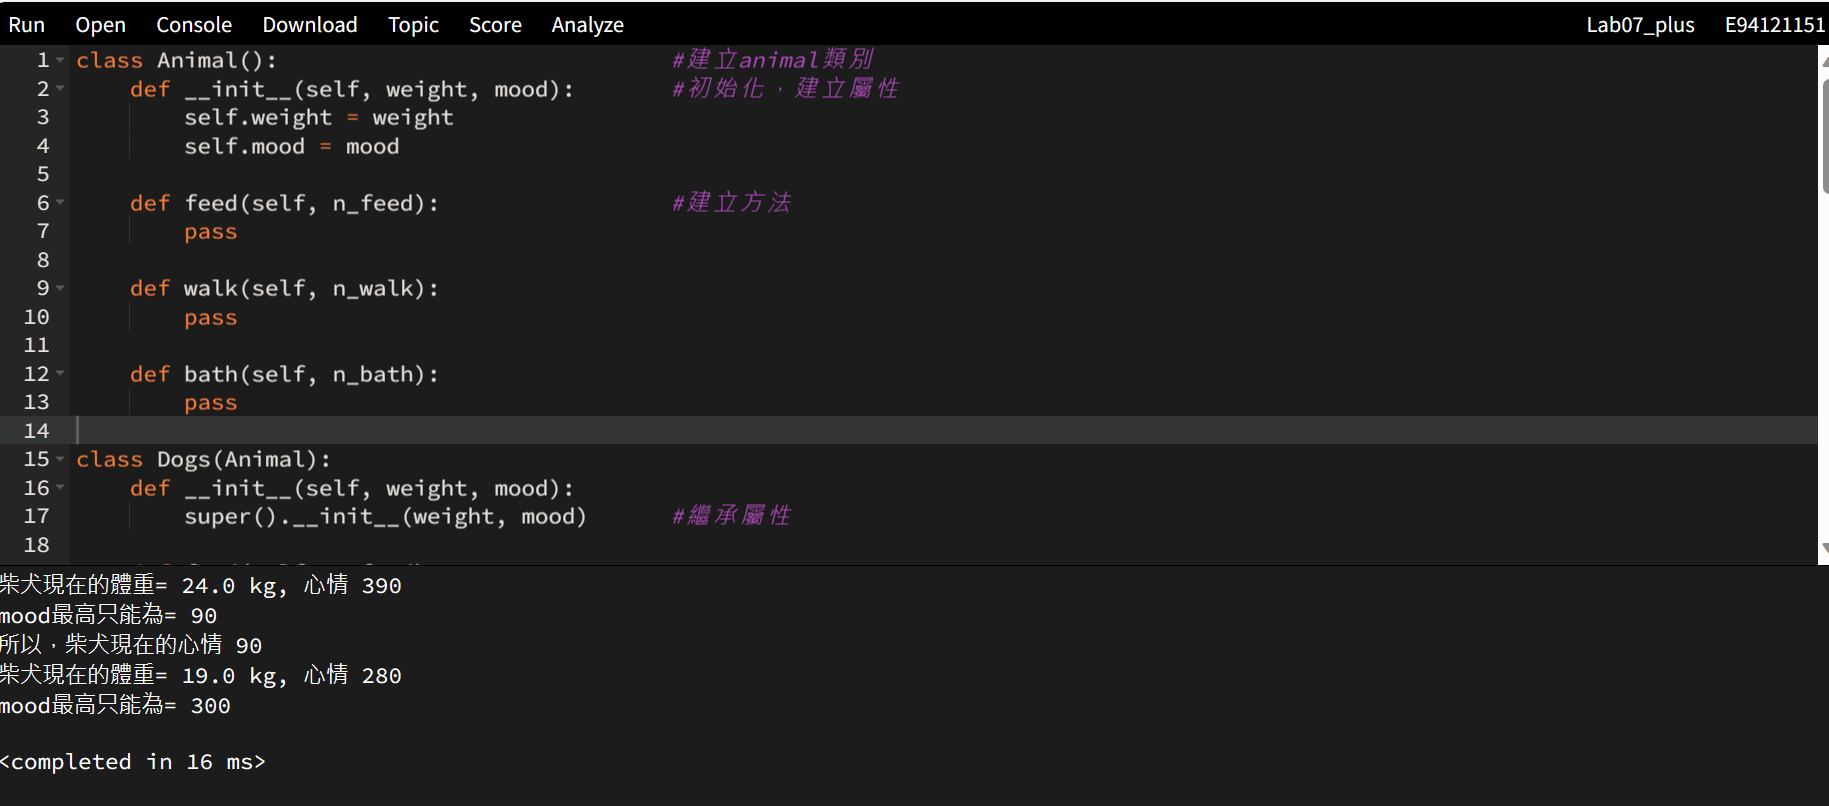 Run Open Console Download Topic Score Analyze Lab07_plus E94121151
1 class Animal(): #建立animal類別
2 def __init__(self, weight, mood): #初始化，建立屬性
3 self.weight = weight
4 self.mood = mood
5
6 def feed(self, n_feed): #建立方法
7 pass
8
9 def walk(self, n_walk):
10 pass
11
12 def bath(self, n_bath):
13 pass
14
15 class Dogs(Animal):
16 def __init__(self, weight, mood):
17 super().__init__(weight, mood) #繼承屬性
18
柴犬現在的體重= 24.0 kg, 心情 390
mood最高只能為= 90
所以，柴犬現在的心情 90
柴犬現在的體重= 19.0 kg, 心情 280
mood最高只能為= 300
<completed in 16 ms>